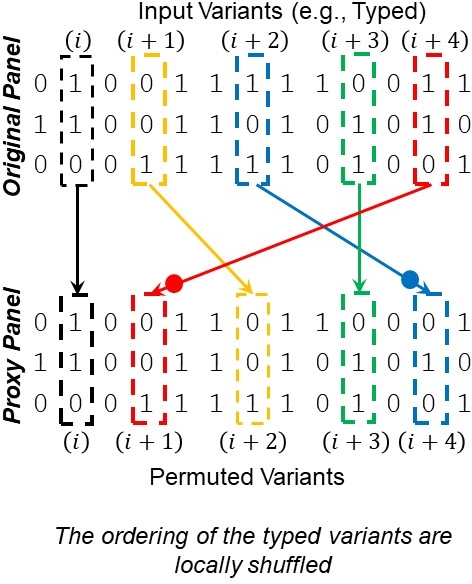 Input Variants (e.g., Typed)
(i) (i + 1) (i + 2) (i + 3) (i + 4)
Original Panel
0 1 0 0 1 1 1 1 1 0 0 1 1
1 1 0 0 1 1 0 1 0 1 0 1 0
0 0 0 1 1 1 1 1 0 1 0 0 1
Proxy Panel
0 1 0 0 1 1 0 1 1 0 0 0 1
1 1 0 0 1 1 0 1 0 1 0 1 0
0 0 0 1 1 1 1 1 0 1 0 0 1
(i) (i + 1) (i + 2) (i + 3) (i + 4)
Permuted Variants
The ordering of the typed variants are
locally shuffled